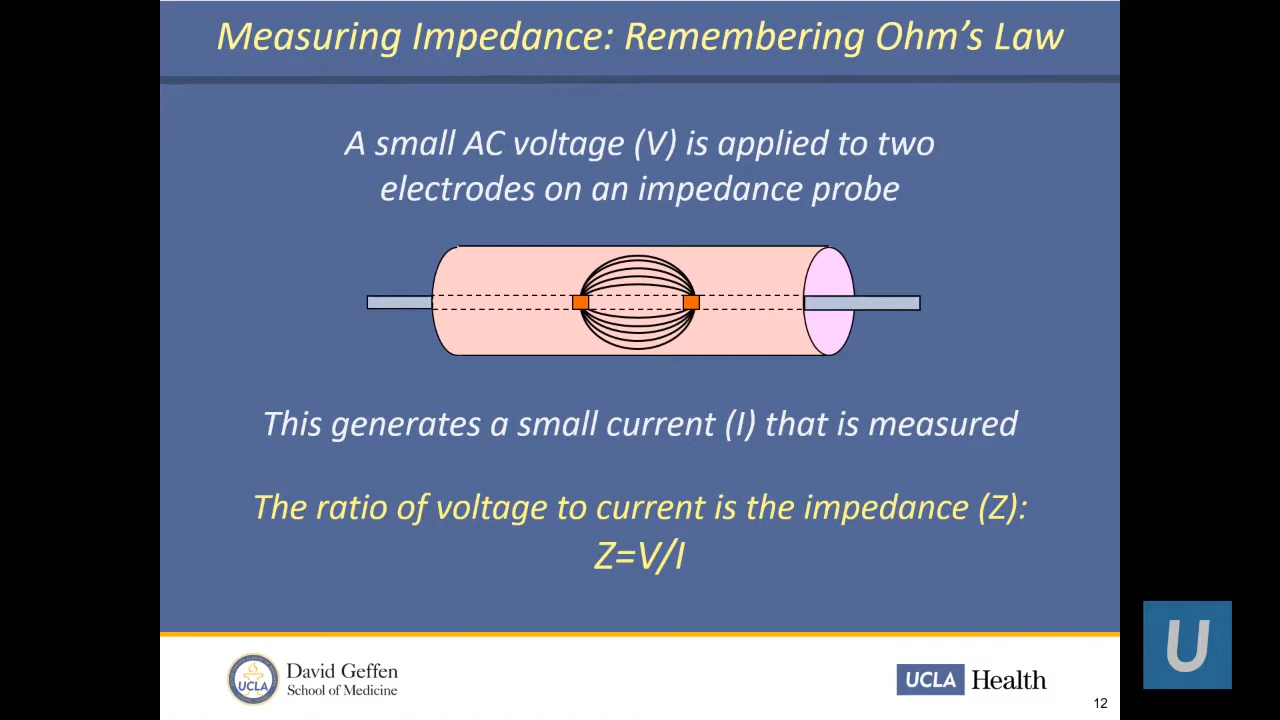 Measuring Impedance: Remembering Ohm's Law
A small AC voltage (V) is applied to two
electrodes on an impedance probe
This generates a small current (I) that is measured
The ratio of voltage to current is the impedance (Z):
Z=V/I
UCLA
David Geffen
School of Medicine
UCLA Health
12
U